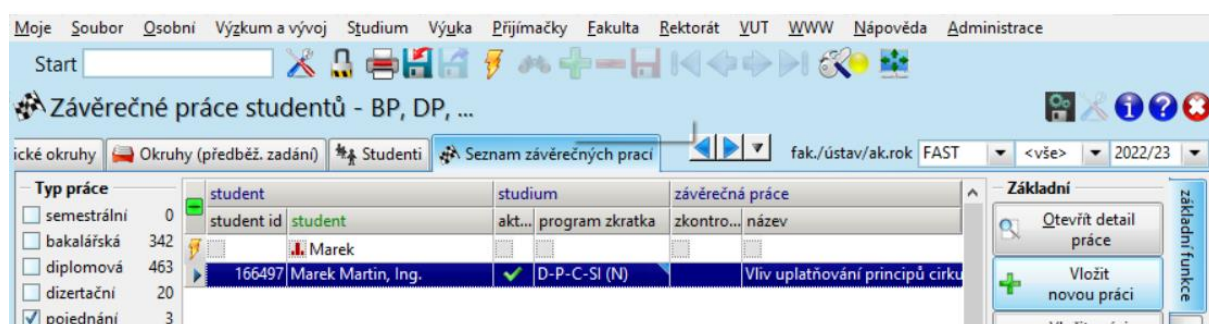 Moje Soubor Osobní Výzkum a vývoj Studium Výuka Přijímačky Fakulta Rektorát VUT WWW Nápověda Administrace
Start
Závěrečné práce studentů - BP, DP, ...
ické okruhy Okruhy (předběž. zadání) Studenti Seznam závěrečných prací fak./ústav/ak.rok FAST <vše> 2022/23
Typ práce student studium závěrečná práce Základní
semestrální 0 student id student akt... program zkratka zkontro... název Otevřít detail
práce
bakalářská 342 Marek
diplomová 463 166497 Marek Martin, Ing. D-P-C-SI (N) Vliv uplatňování principů cirku Vložit
novou práci
dizertační 20
pojednání 3
základní funkce